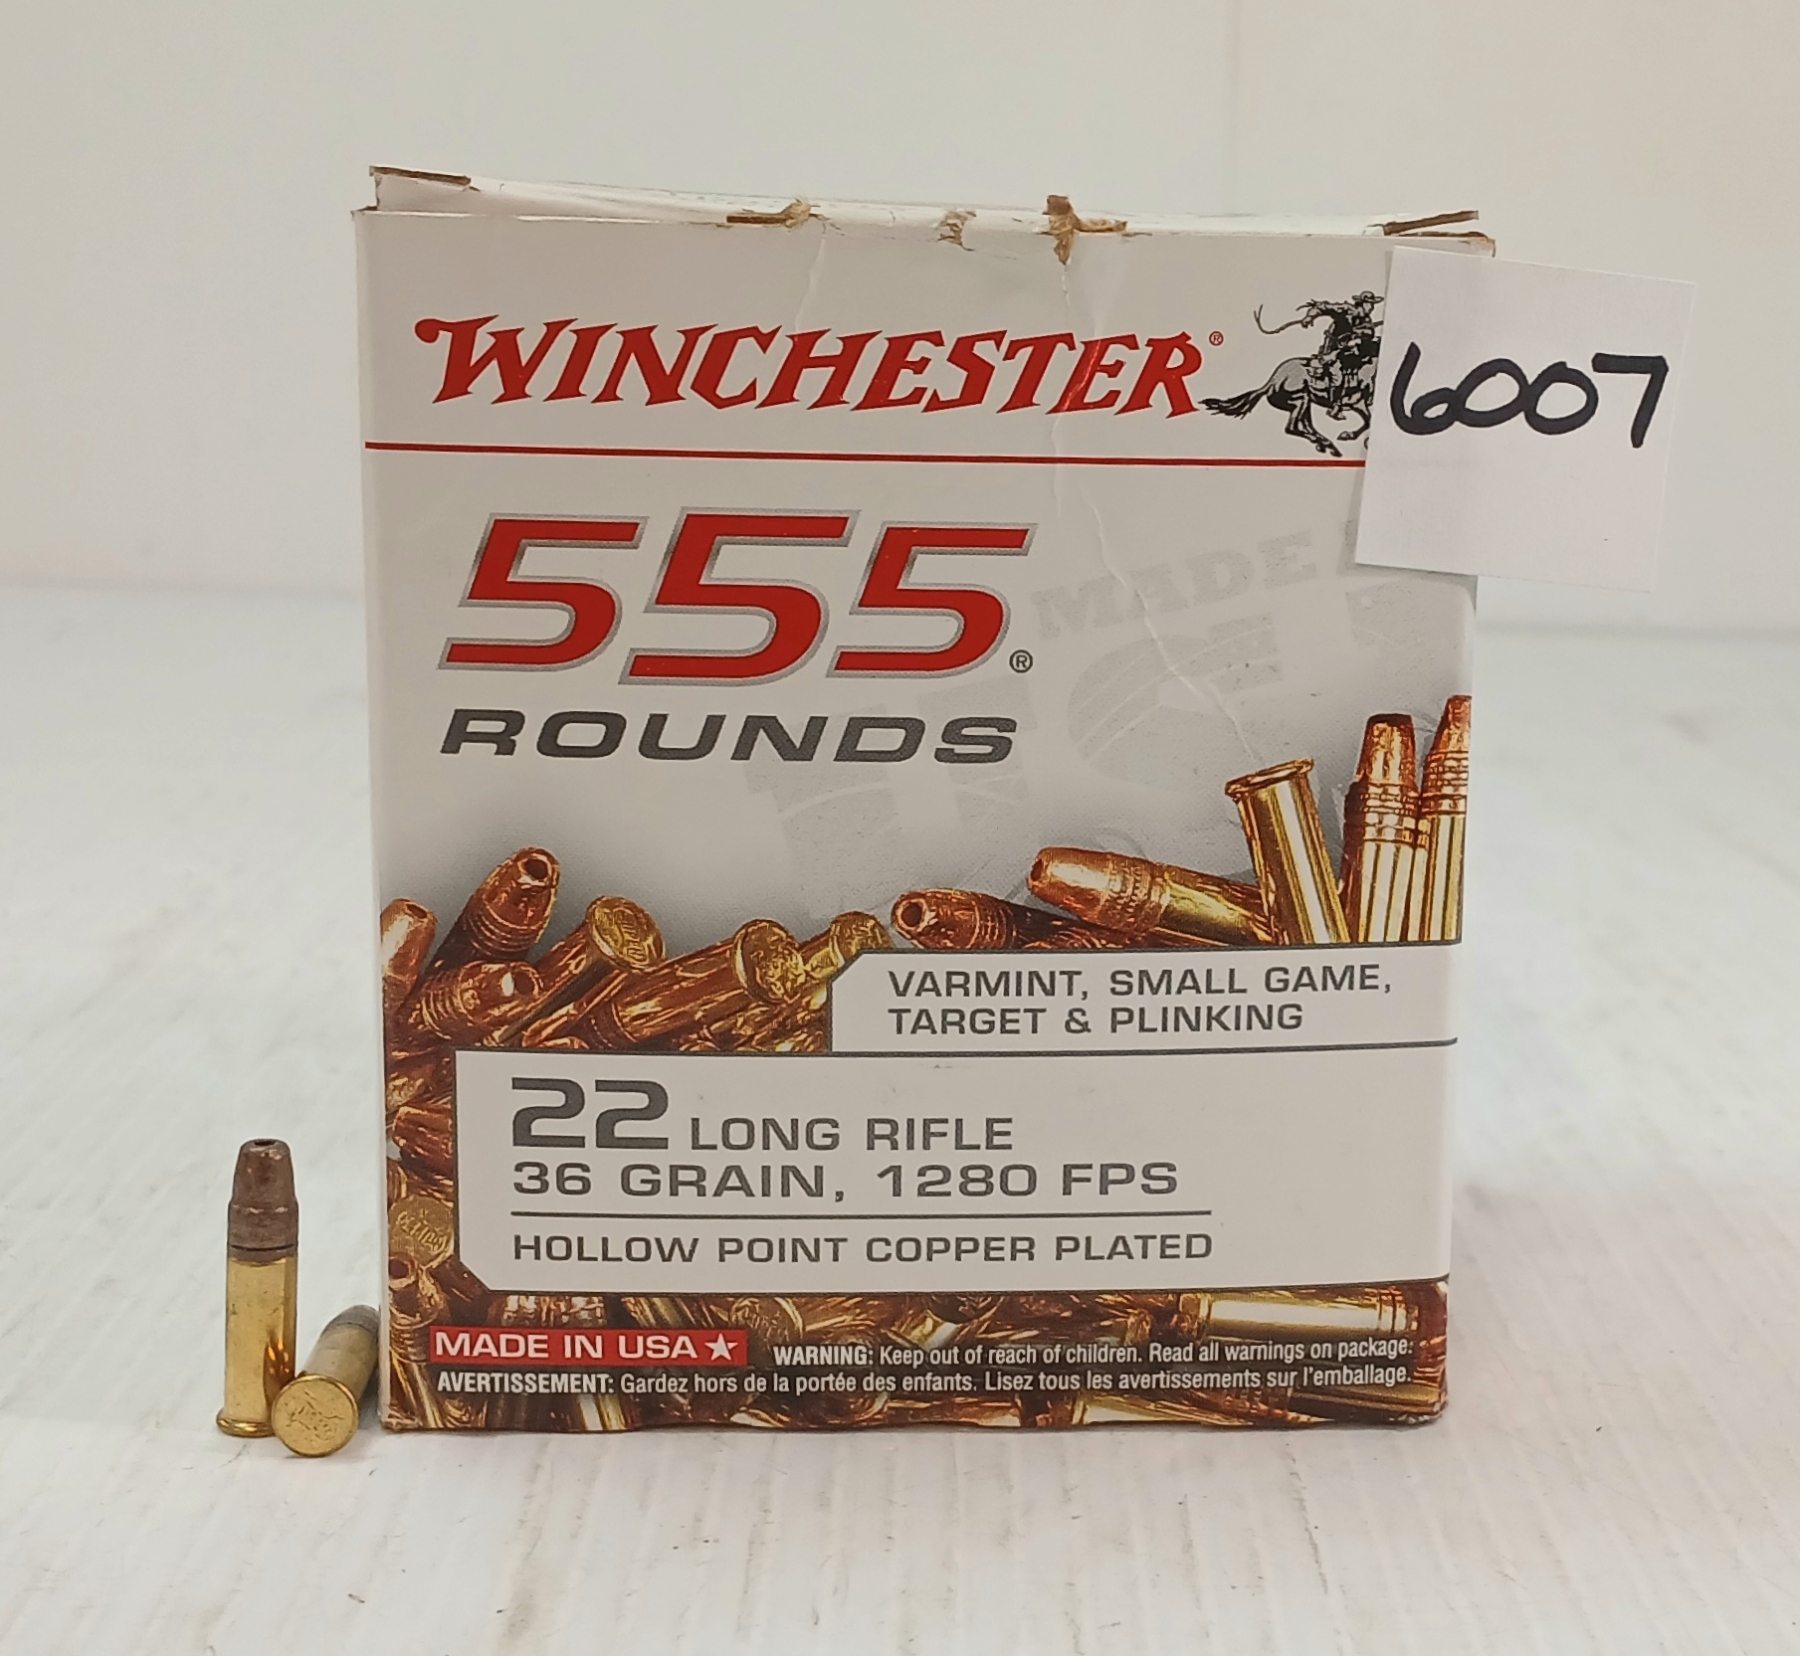 WINCHESTER®
6007
555®
ROUNDS
MADE
VARMINT, SMALL GAME,
TARGET & PLINKING
22 LONG RIFLE
36 GRAIN, 1280 FPS
HOLLOW POINT COPPER PLATED
MADE IN USA
WARNING: Keep out of reach of children. Read all warnings on package.
AVERTISSEMENT: Gardez hors de la portée des enfants. Lisez tous les avertissements sur l'emballage.